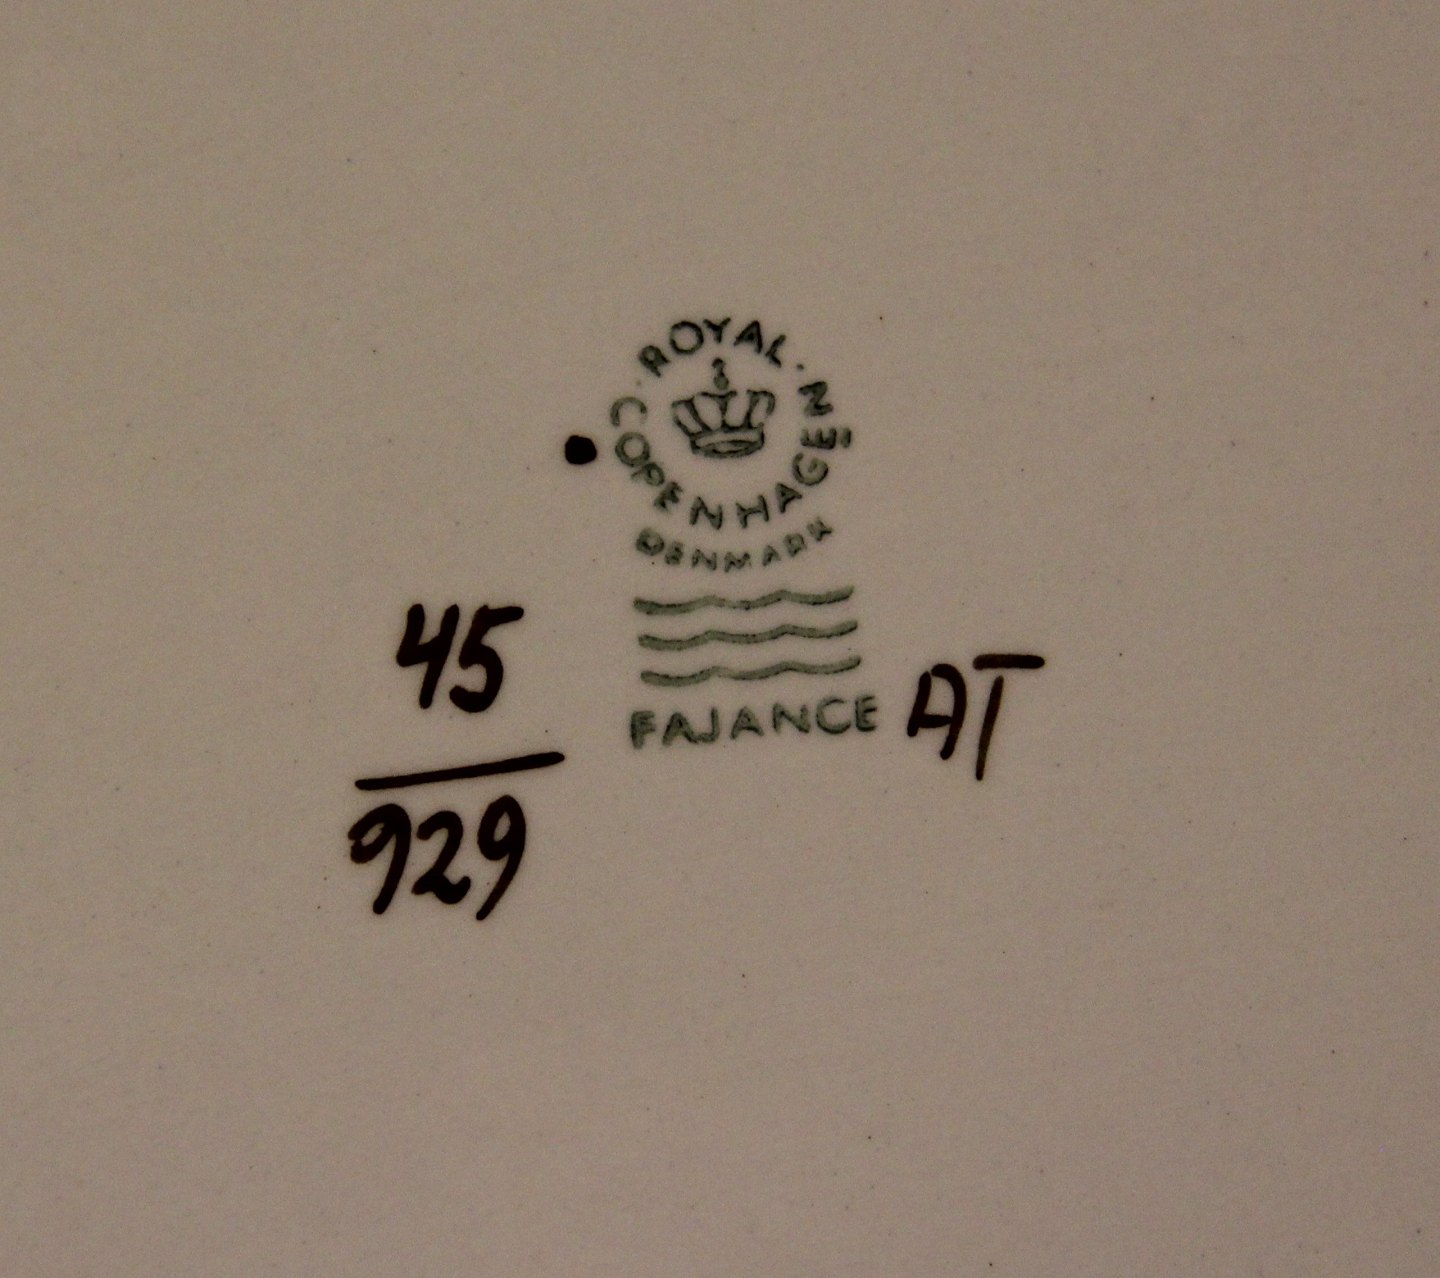 ROYAL · COPENHAGEN ·
DENMARK
FAJANCE
45
929
AT